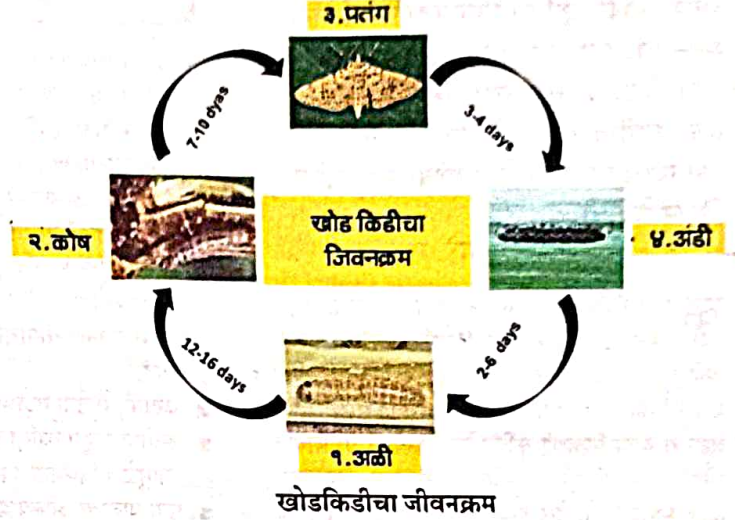 ३.पतंग
7-10 dyas
3-4 days
२.कोष
खोड किडीचा
जिवनक्रम
४.अंडी
12-16 days
2-6 days
१.अळी
खोडकिडीचा जीवनक्रम